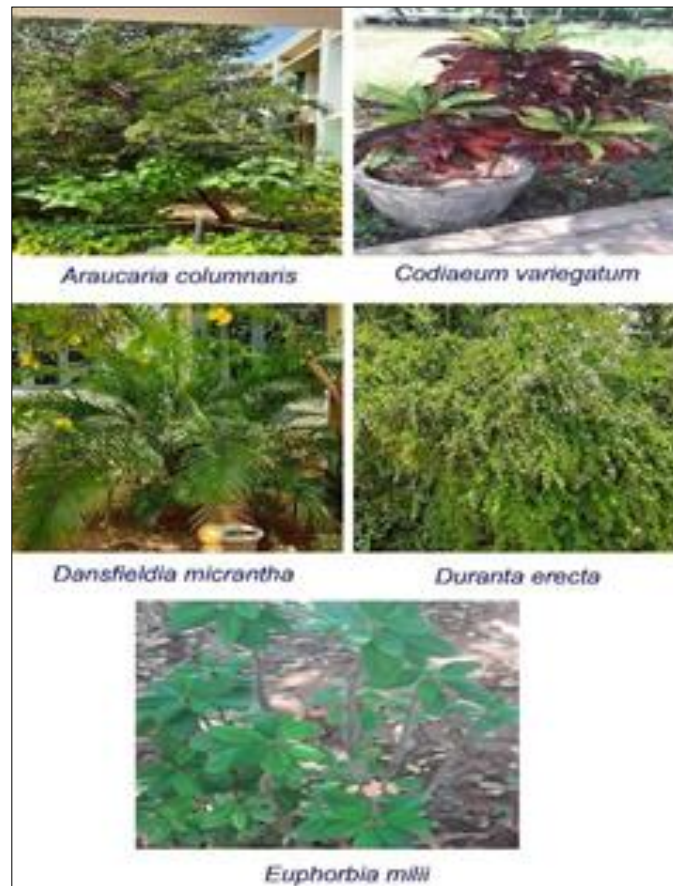 Araucaria columnaris
Codiaeum variegatum
Dansfieldia micrantha
Duranta erecta
Euphorbia milii